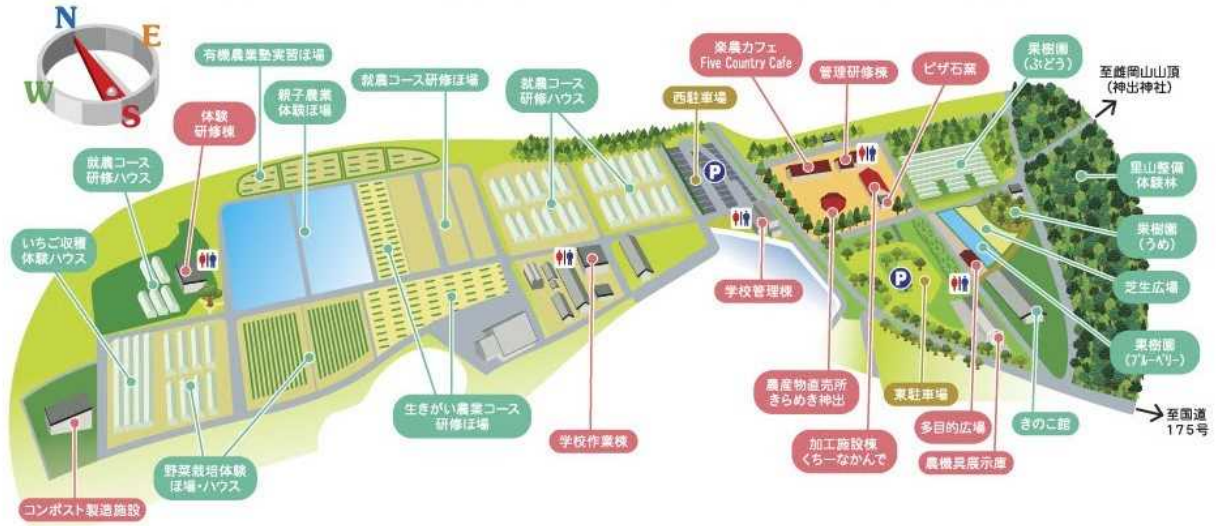 N
E
W
S
有機農業塾実習ほ場
親子農業
体験ほ場
就農コース研修ほ場
就農コース
研修ハウス
西駐車場
楽農カフェ
Five Country Cafe
管理研修棟
ピザ石窯
果樹園
(ぶどう)
至雌岡山山頂
(神出神社)
体験
研修棟
就農コース
研修ハウス
いちご収穫
体験ハウス
里山整備
体験林
果樹園
(うめ)
芝生広場
果樹園
(ブルーベリー)
P
P
学校管理棟
農産物直売所
きらめき神出
東駐車場
多目的広場
きのこ館
至国道
175号
生きがい農業コース
研修ほ場
学校作業棟
加工施設棟
くちーなかんで
農機具展示庫
野菜栽培体験
ほ場・ハウス
コンポスト製造施設